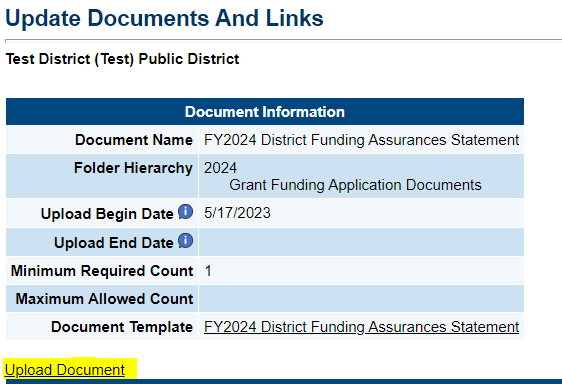 Update Documents And Links
Test District (Test) Public District
Document Information
Document Name FY2024 District Funding Assurances Statement
Folder Hierarchy 2024
Grant Funding Application Documents
Upload Begin Date i 5/17/2023
Upload End Date i
Minimum Required Count 1
Maximum Allowed Count
Document Template FY2024 District Funding Assurances Statement
Upload Document